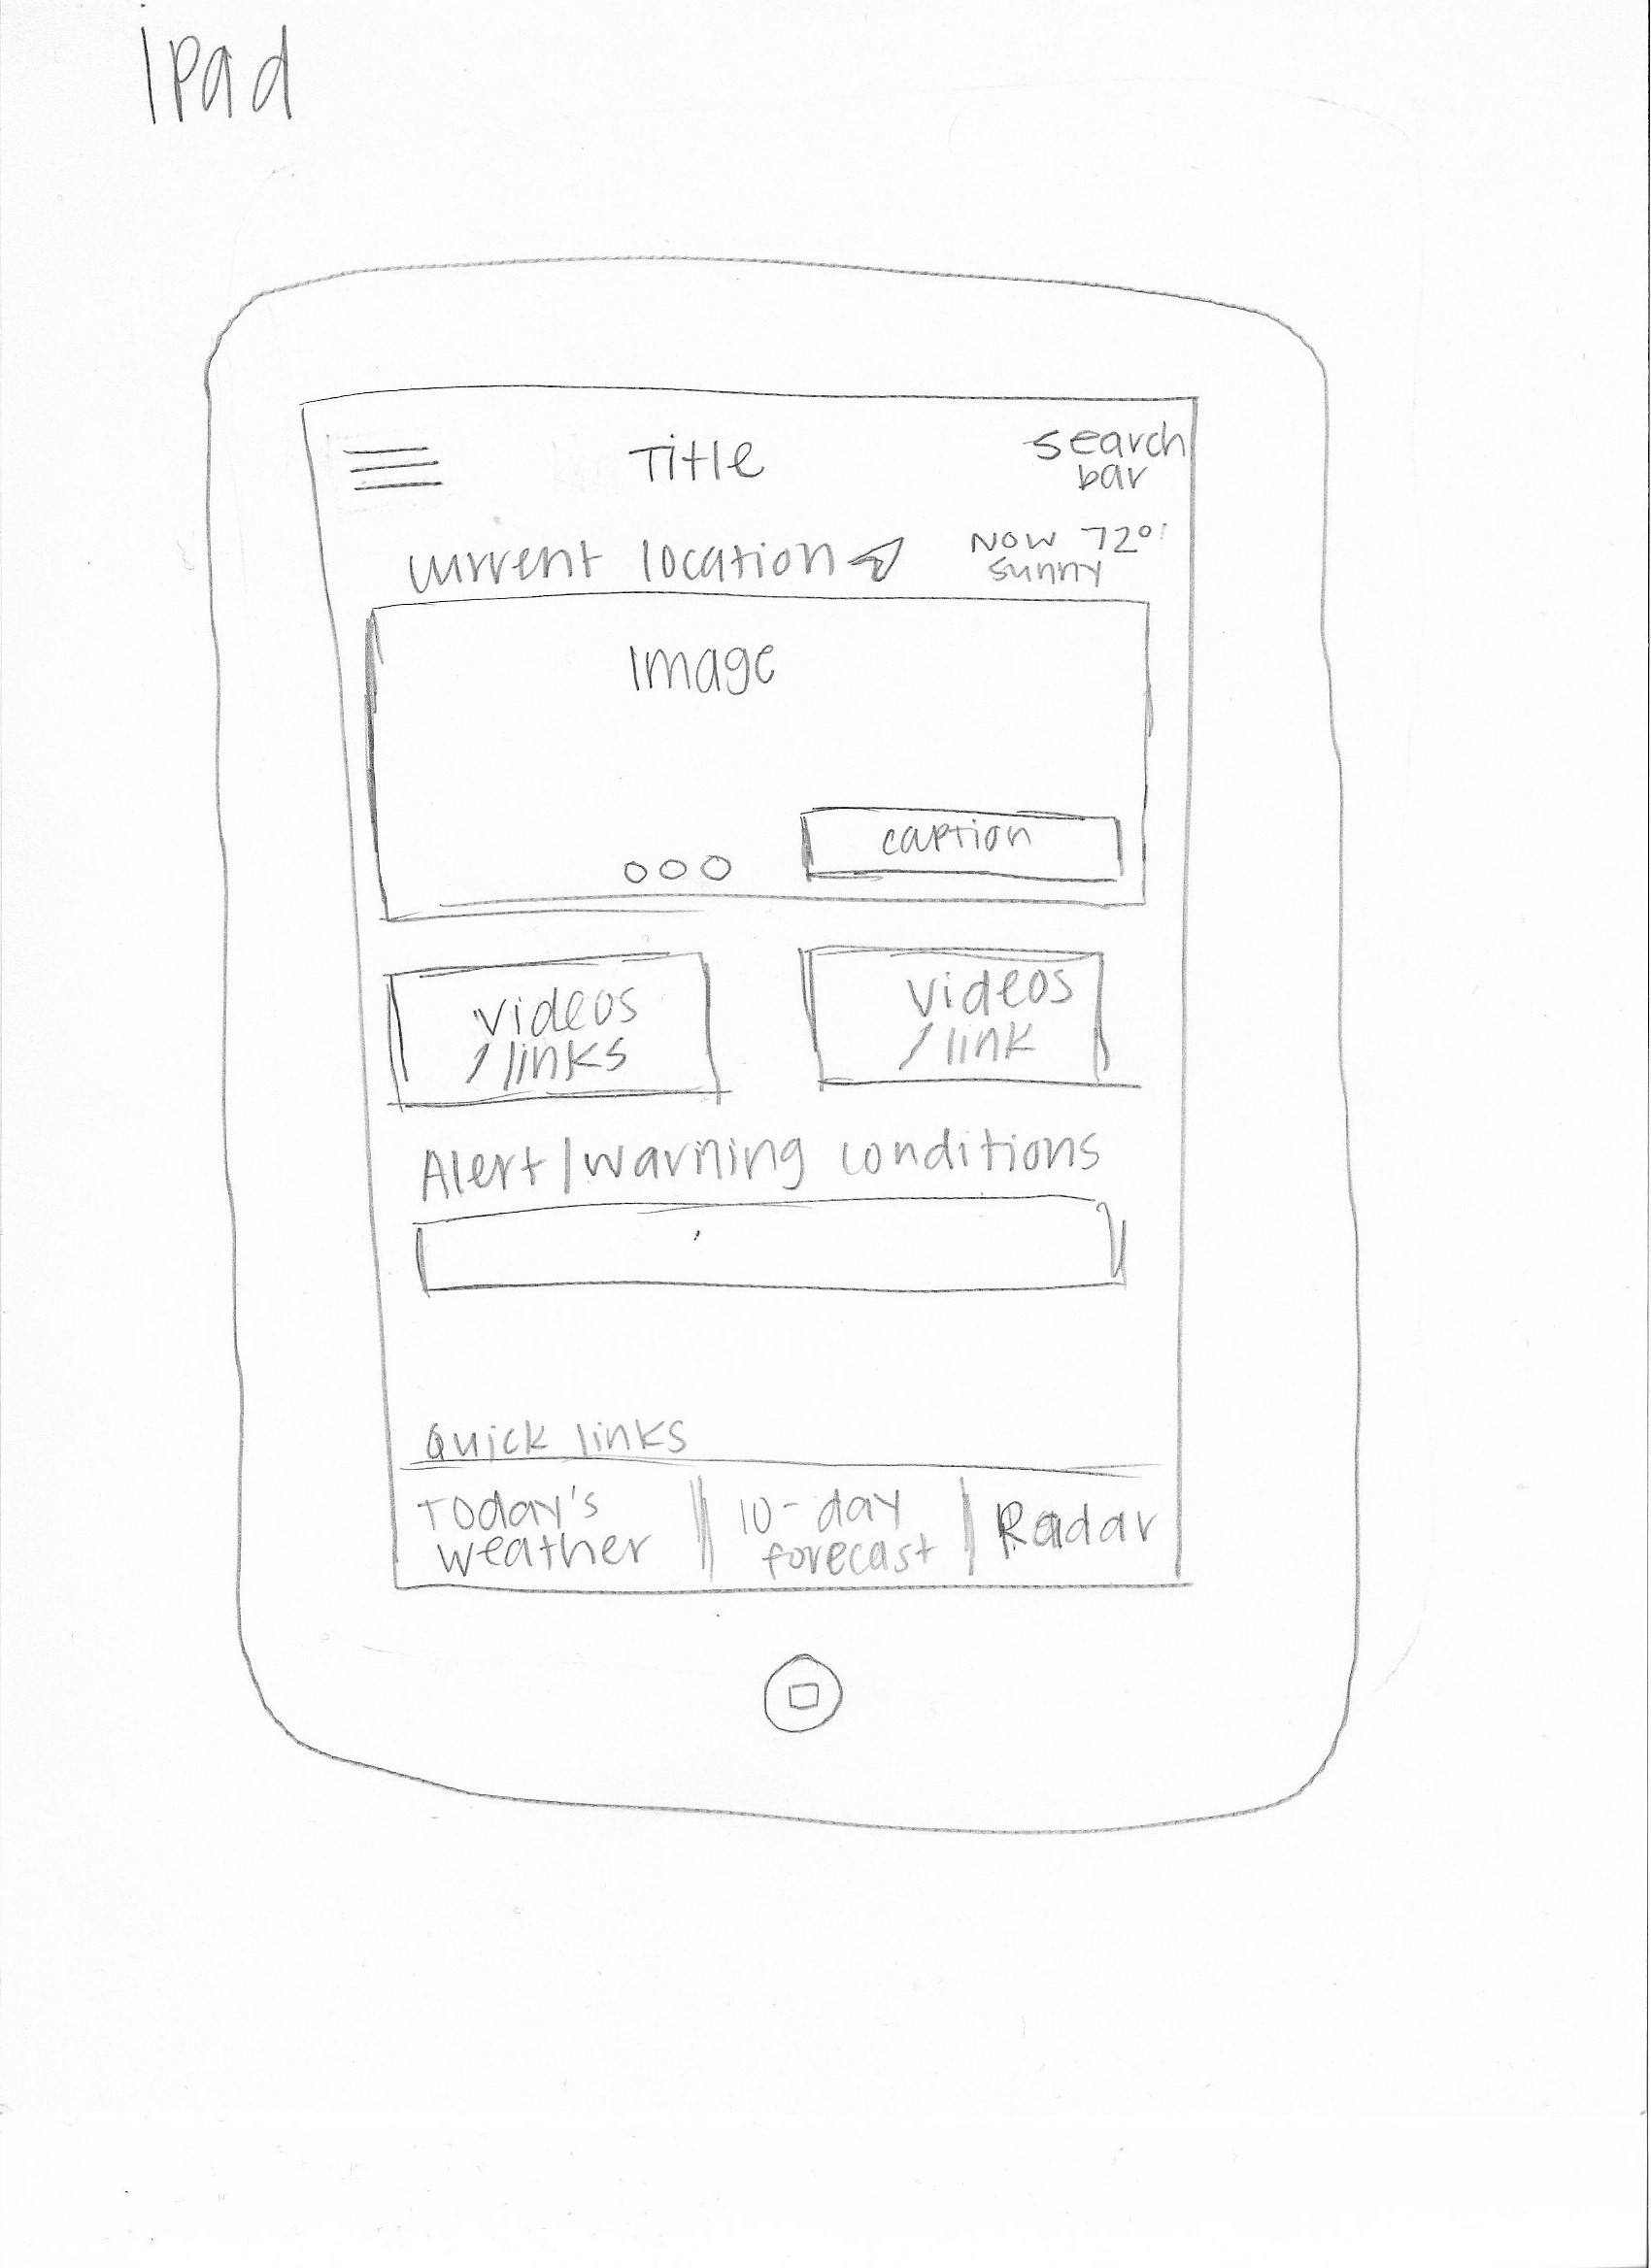 ipad
Title
search
bar
current location
NOW 72°
sunny
Image
caption
videos
/links
videos
/link
Alert/warning conditions
Quick links
Today's
weather
10-day
forecast
Radar